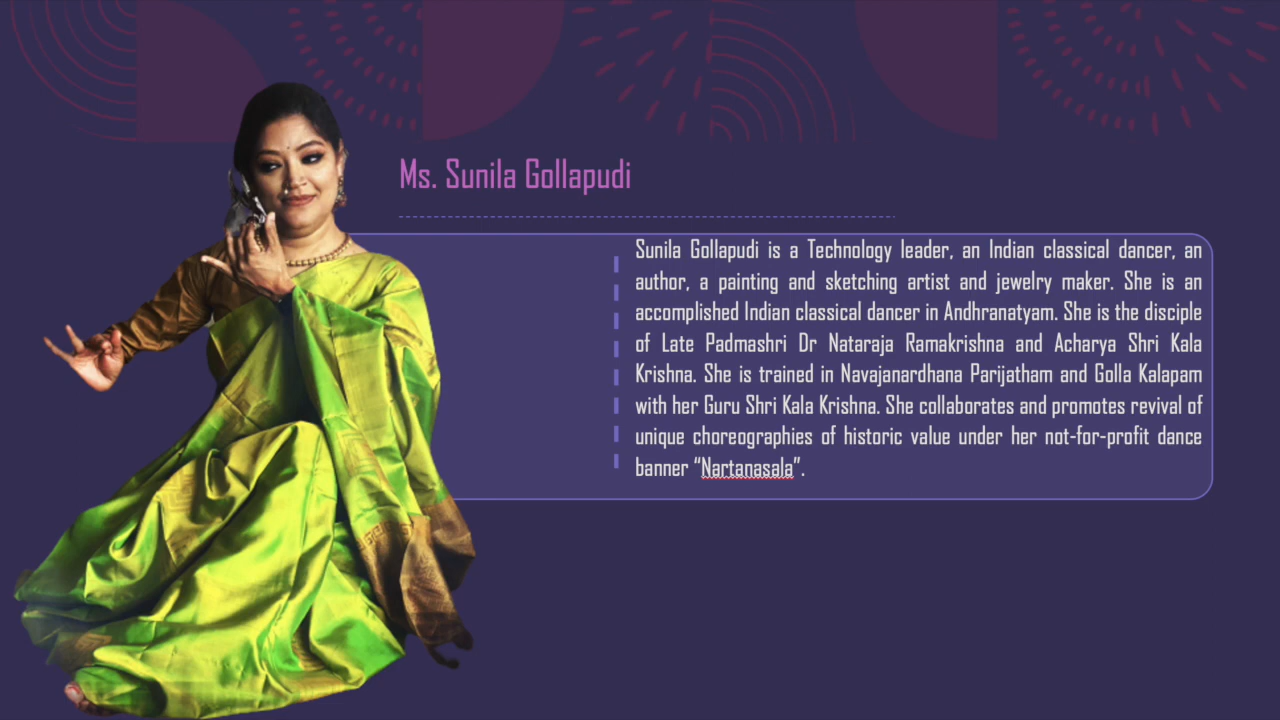 Ms. Sunila Gollapudi
Sunila Gollapudi is a Technology leader, an Indian classical dancer, an
author, a painting and sketching artist and jewelry maker. She is an
accomplished Indian classical dancer in Andhranatyam. She is the disciple
of Late Padmashri Dr Nataraja Ramakrishna and Acharya Shri Kala
Krishna. She is trained in Navajanardhana Parijatham and Golla Kalapam
with her Guru Shri Kala Krishna. She collaborates and promotes revival of
unique choreographies of historic value under her not-for-profit dance
banner “Nartanasala”.